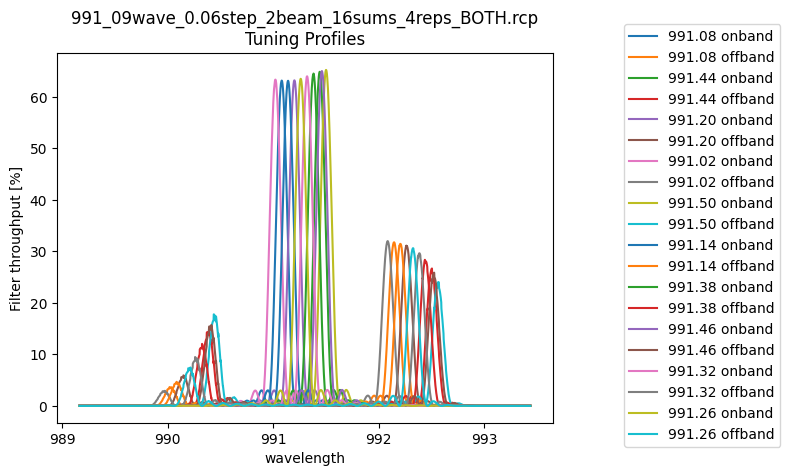 991_09wave_0.06step_2beam_16sums_4reps_BOTH.rcp
Tuning Profiles
Filter throughput [%]
60
50
40
30
20
10
0
989
990
991
992
993
wavelength
991.08 onband
991.08 offband
991.44 onband
991.44 offband
991.20 onband
991.20 offband
991.02 onband
991.02 offband
991.50 onband
991.50 offband
991.14 onband
991.14 offband
991.38 onband
991.38 offband
991.46 onband
991.46 offband
991.32 onband
991.32 offband
991.26 onband
991.26 offband